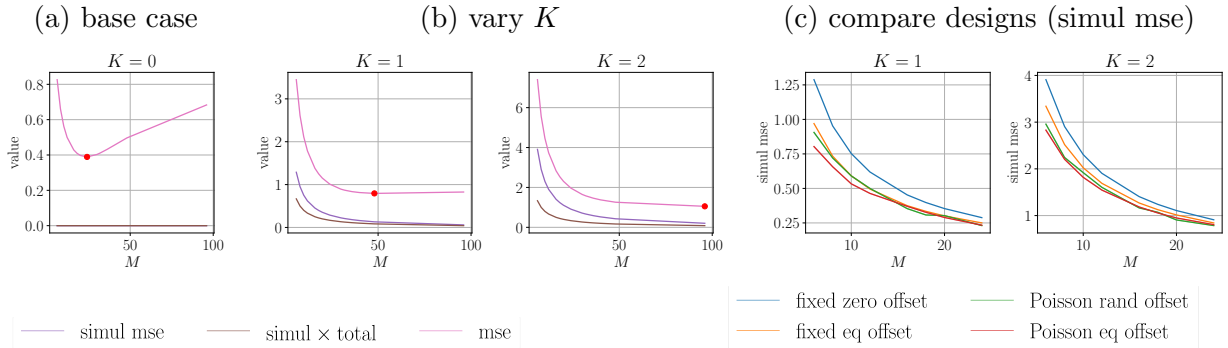 (a) base case
(b) vary K
(c) compare designs (simul mse)
K = 0
0.8
0.6
0.4
0.2
0.0
value
50
100
M
K = 1
3
2
1
0
value
50
100
M
K = 2
6
4
2
0
value
50
100
M
K = 1
1.25
1.00
0.75
0.50
0.25
simul mse
10
20
M
K = 2
4
3
2
1
simul mse
10
20
M
simul mse
simul × total
mse
fixed zero offset
Poisson rand offset
fixed eq offset
Poisson eq offset